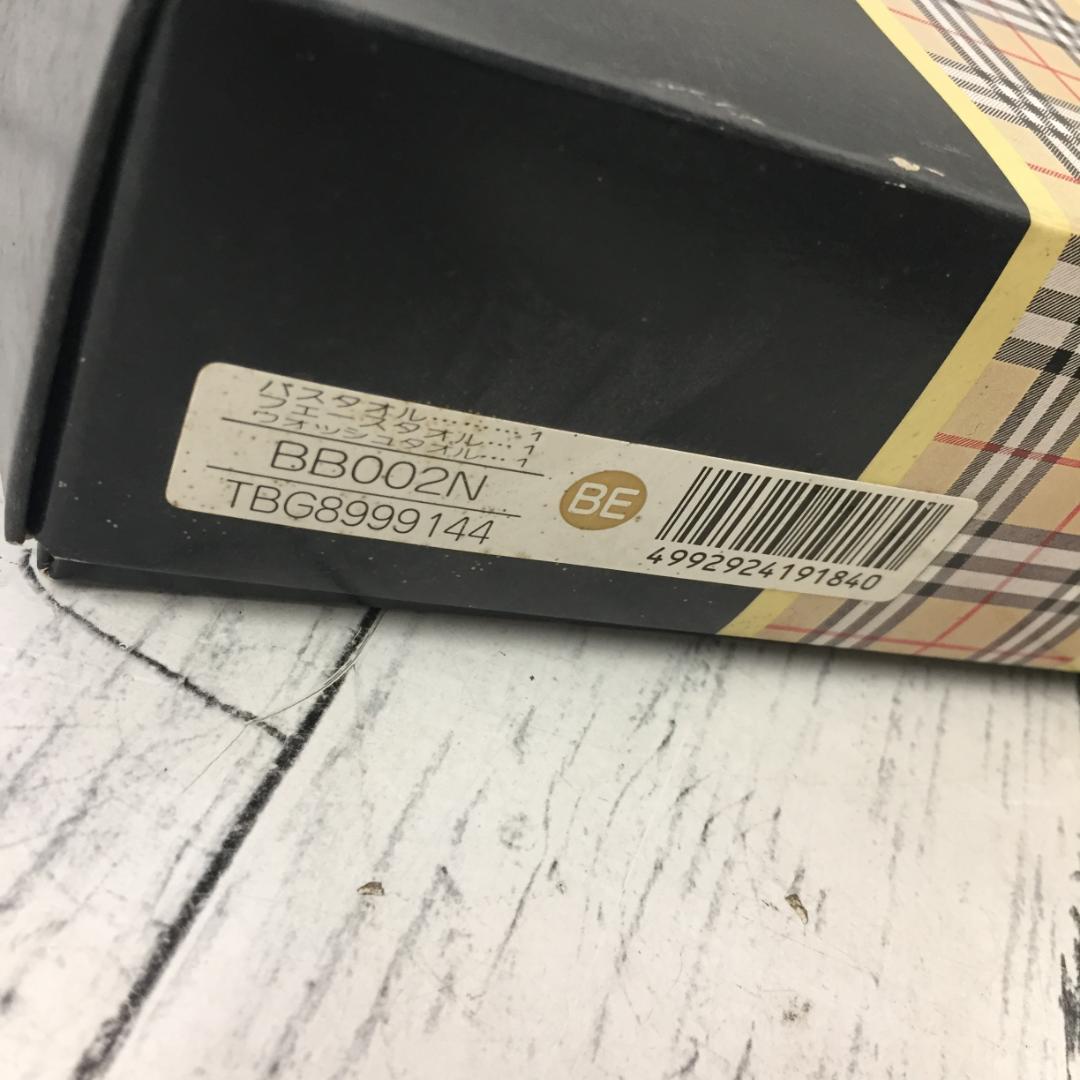 バスタオル……… 1
フェースタオル… 1
ウォッシュタオル… 1
BB002N
TBG8999144
BE
4992924191840